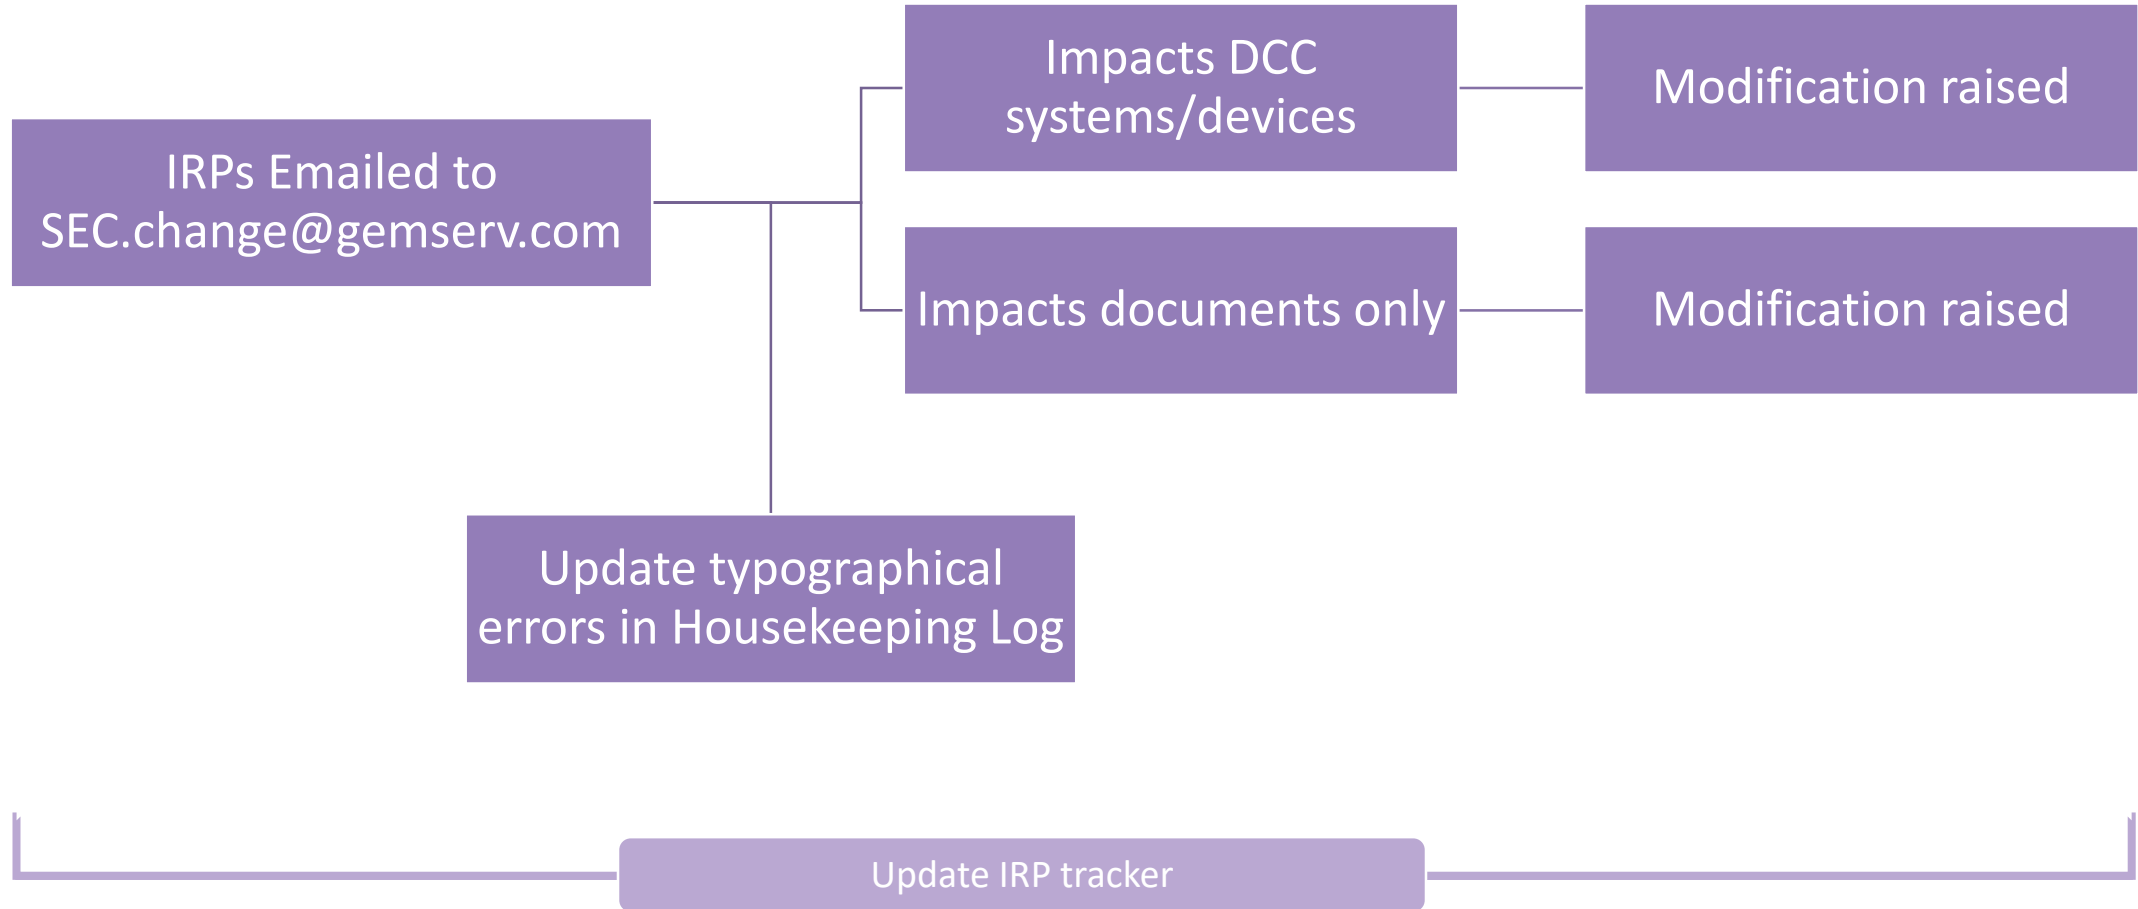 IRPs Emailed to
SEC.change@gemserv.com
Impacts DCC
systems/devices
Modification raised
Impacts documents only
Modification raised
Update typographical
errors in Housekeeping Log
Update IRP tracker